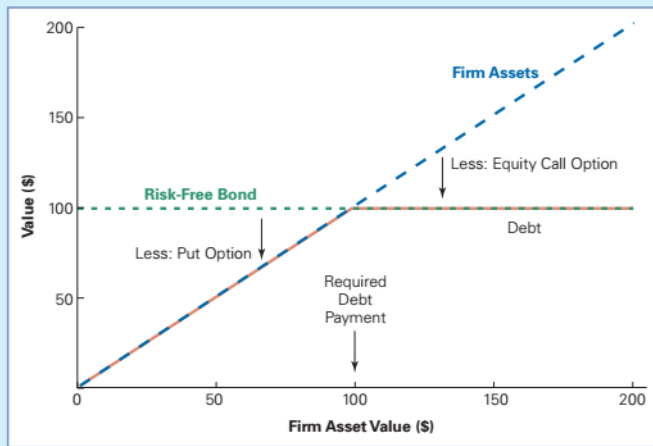 200
Firm Assets
150
Less: Equity Call Option
Risk-Free Bond
100
Debt
Less: Put Option
Required
Debt
Payment
50
Value ($)
0
50
100
150
200
Firm Asset Value ($)